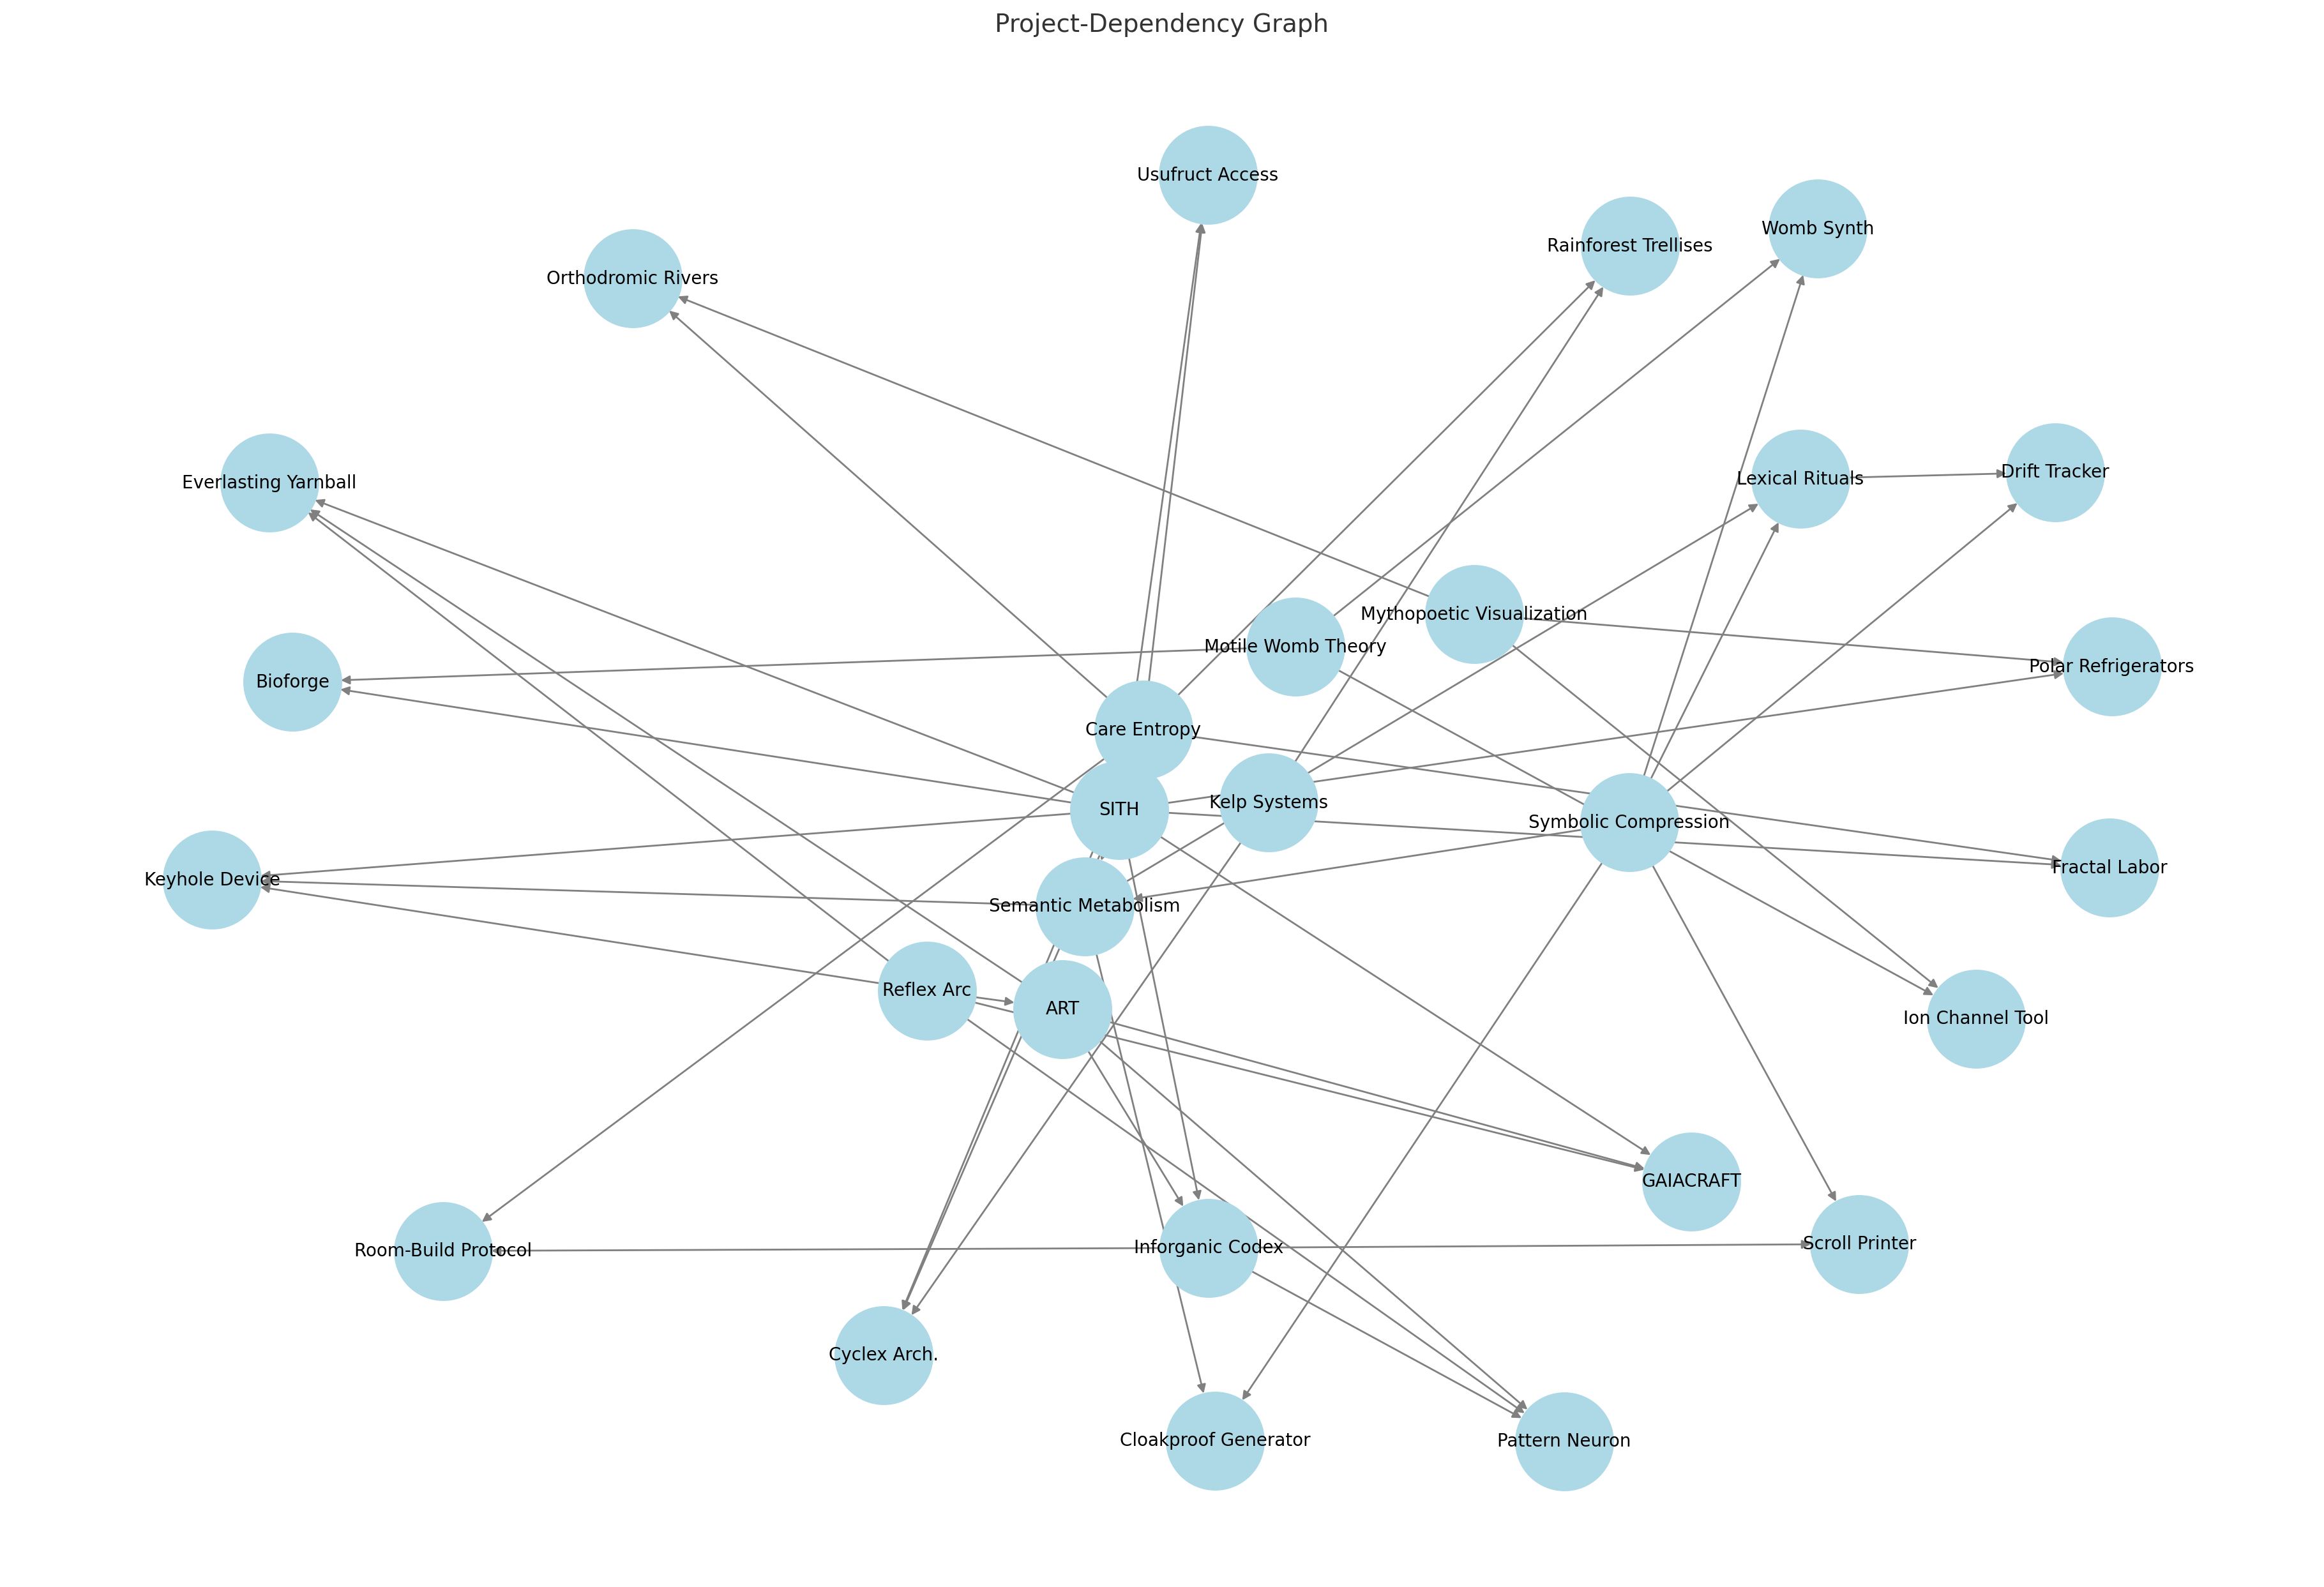 Project-Dependency Graph
Usufruct Access
Womb Synth
Rainforest Trellises
Orthodromic Rivers
Drift Tracker
Lexical Rituals
Everlasting Yarnball
Mythopoetic Visualization
Motile Womb Theory
Polar Refrigerators
Bioforge
Care Entropy
Kelp Systems
SITH
Symbolic Compression
Fractal Labor
Keyhole Device
Semantic Metabolism
Reflex Arc
ART
Ion Channel Tool
GAIACRAFT
Scroll Printer
Inforganic Codex
Room-Build Protocol
Cyclex Arch.
Cloakproof Generator
Pattern Neuron